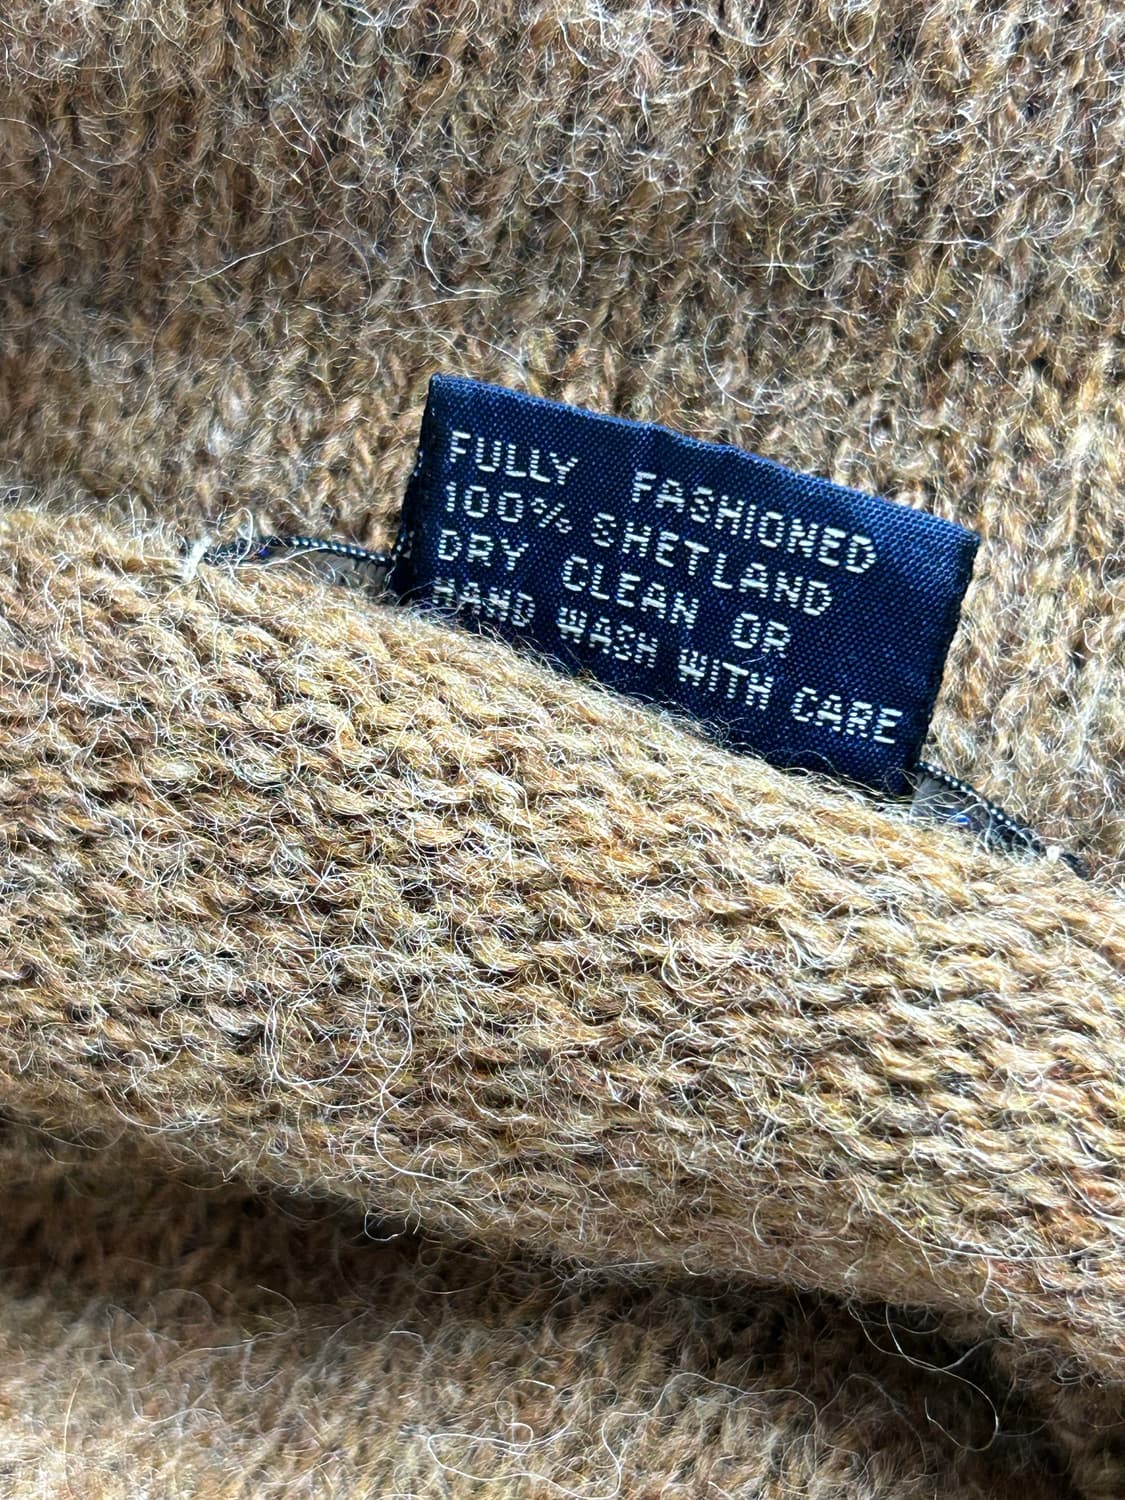 FULLY FASHIONED
100% SHETLAND
DRY CLEAN OR
HAND WASH WITH CARE